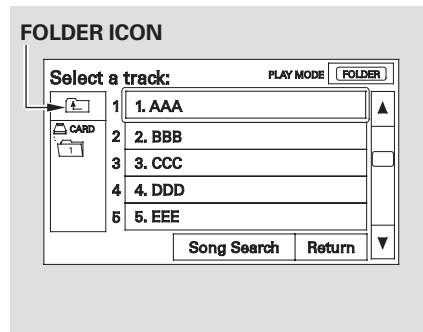 FOLDER ICON
Select a track:
PLAY MODE FOLDER
1 1. AAA
CARD
2 2. BBB
1
3 3. CCC
4 4. DDD
5 5. EEE
Song Search Return